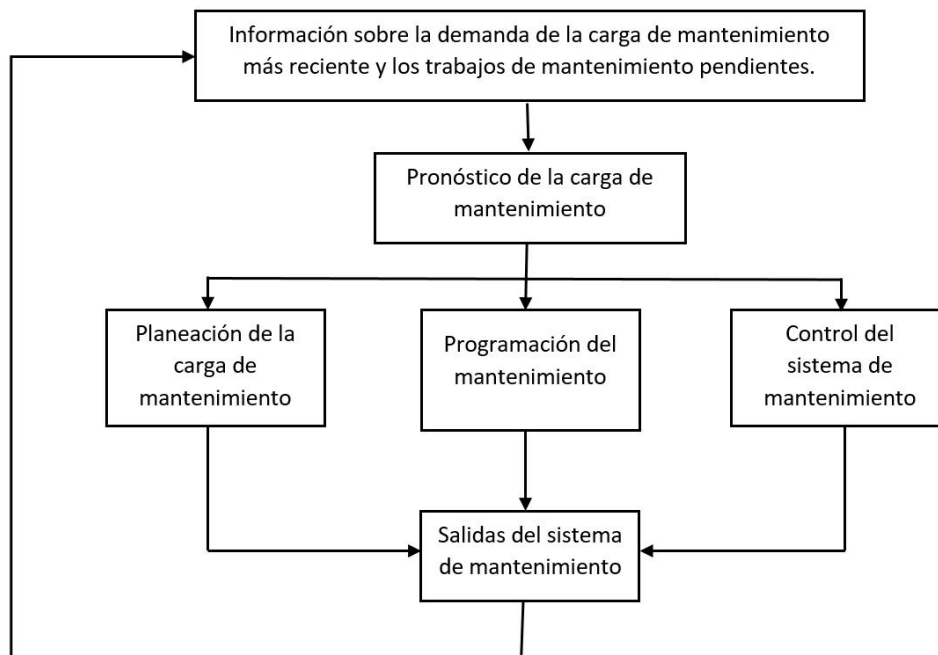 Información sobre la demanda de la carga de mantenimiento
más reciente y los trabajos de mantenimiento pendientes.
Pronóstico de la carga de
mantenimiento
Planeación de la
carga de
mantenimiento
Programación del
mantenimiento
Control del
sistema de
mantenimiento
Salidas del sistema
de mantenimiento